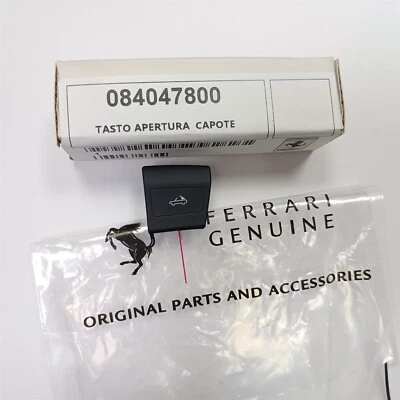 084047800
TASTO APERTURA CAPOTE
FERRARI
GENUINE
ORIGINAL PARTS AND ACCESSORIES